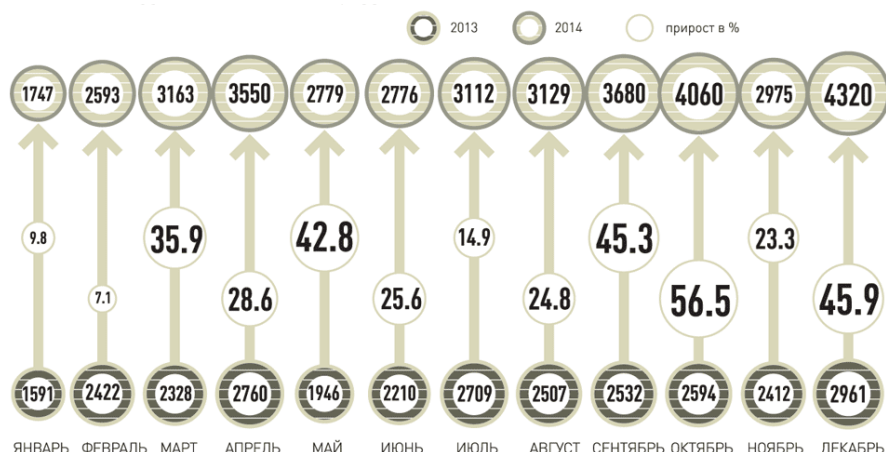 2013 2014 прирост в %
1747 2593 3163 3550 2779 2776 3112 3129 3680 4060 2975 4320
9.8 35.9 42.8 14.9 45.3 23.3
7.1 28.6 25.6 24.8 56.5 45.9
1591 2422 2328 2760 1946 2210 2709 2507 2532 2594 2412 2961
ЯНВАРЬ ФЕВРАЛЬ МАРТ АПРЕЛЬ МАЙ ИЮНЬ ИЮЛЬ АВГУСТ СЕНТЯБРЬ ОКТЯБРЬ НОЯБРЬ ДЕКАБРЬ